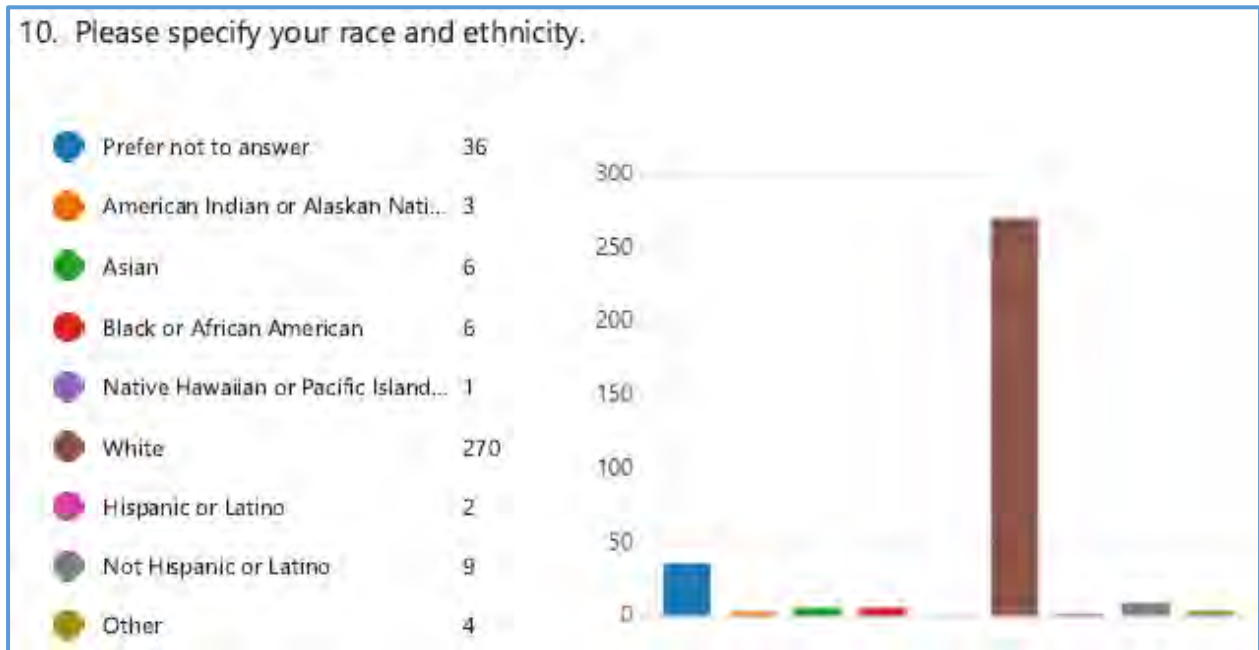 10. Please specify your race and ethnicity.
Prefer not to answer 36
American Indian or Alaskan Nati... 3
Asian 6
Black or African American 6
Native Hawaiian or Pacific Island... 1
White 270
Hispanic or Latino 2
Not Hispanic or Latino 9
Other 4
300
250
200
150
100
50
0